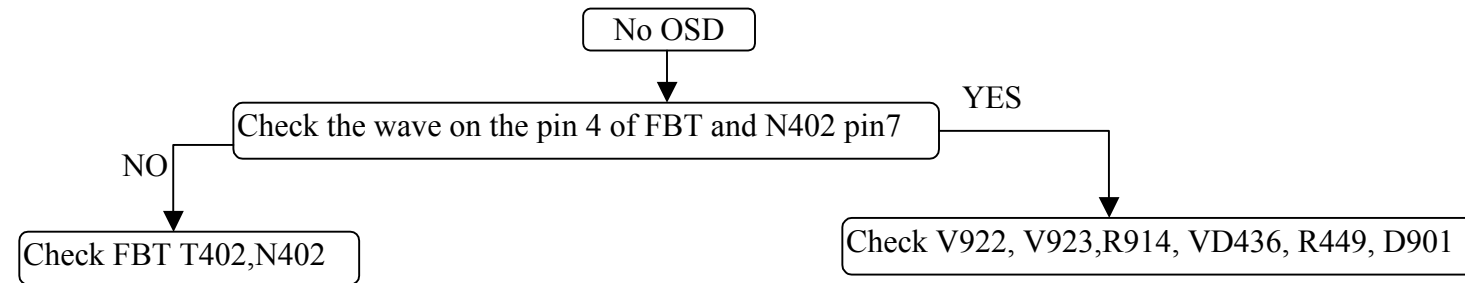 No OSD
YES
Check the wave on the pin 4 of FBT and N402 pin7
NO
Check FBT T402,N402
Check V922, V923,R914, VD436, R449, D901